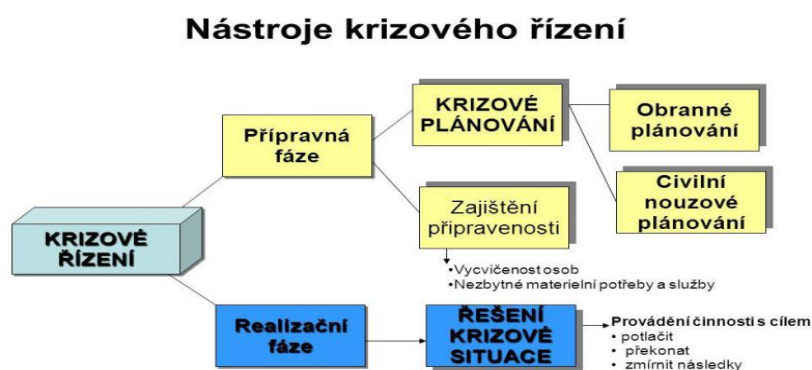 Nástroje krizového řízení
KRIZOVÉ
PLÁNOVÁNÍ
Obranné
plánování
Přípravná
fáze
Civilní
nouzové
plánování
Zajištění
připravenosti
KRIZOVÉ
ŘÍZENÍ
•Vycvičenost osob
•Nezbytné materielní potřeby a služby
Realizační
fáze
ŘEŠENÍ
KRIZOVÉ
SITUACE
Provádění činnosti s cílem
• potlačit
• překonat
• zmírnit následky